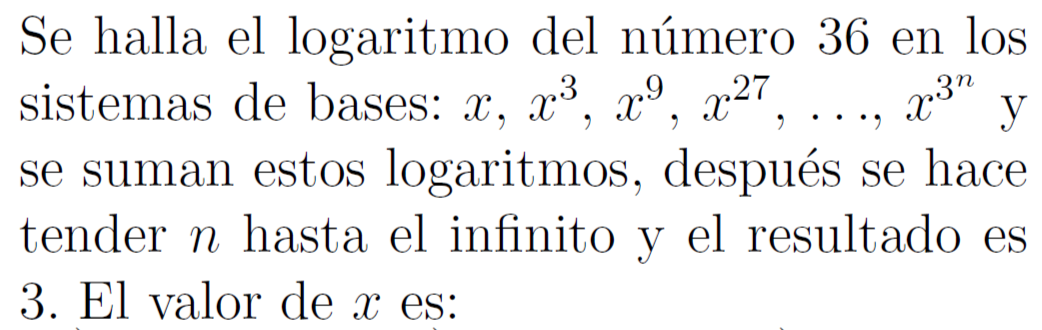 Se halla el logaritmo del número 36 en los
sistemas de bases: $x$, $x^3$, $x^9$, $x^{27}$, ..., $x^{3^n}$ y
se suman estos logaritmos, después se hace
tender $n$ hasta el infinito y el resultado es
3. El valor de $x$ es: